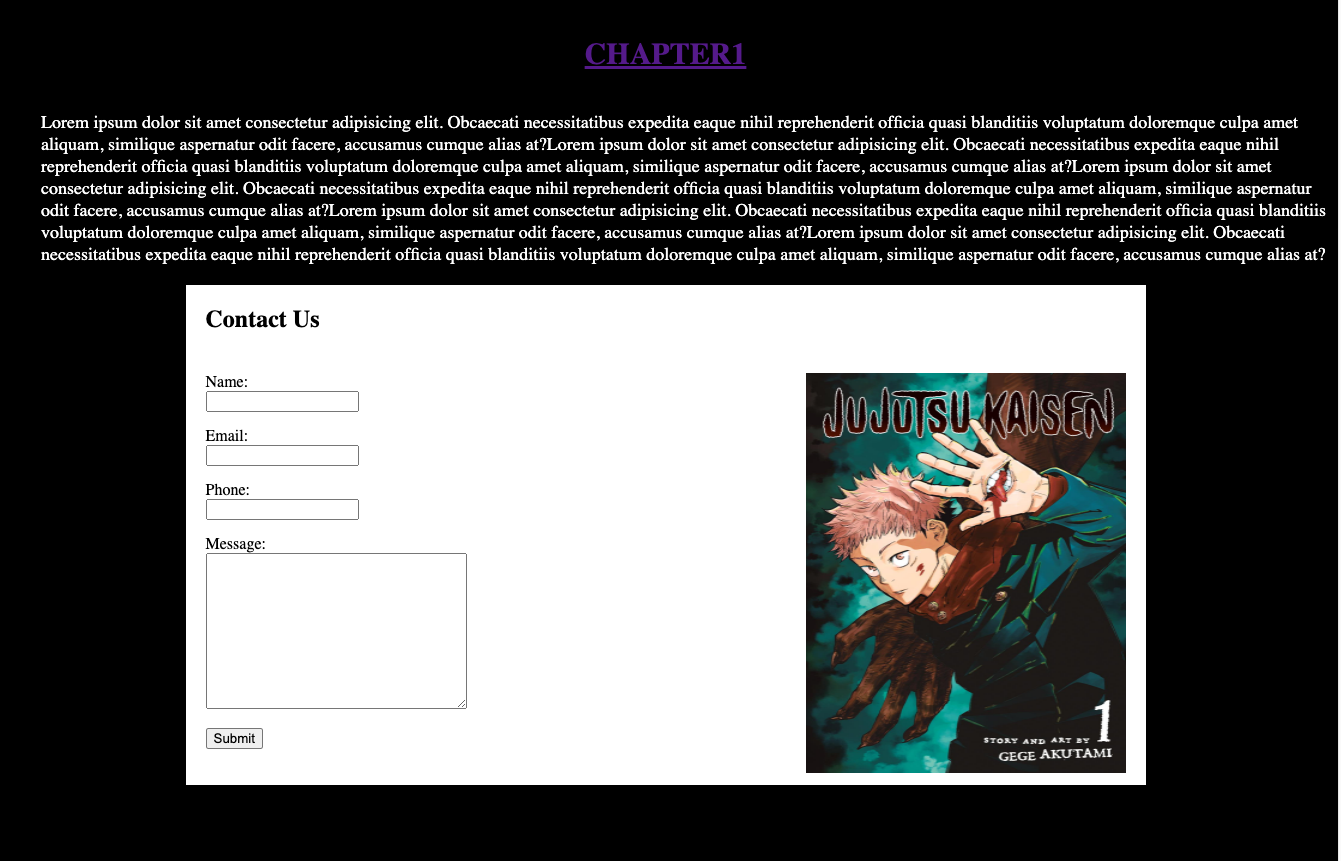 CHAPTER1
Lorem ipsum dolor sit amet consectetur adipisicing elit. Obcaecati necessitatibus expedita eaque nihil reprehenderit officia quasi blanditiis voluptatum doloremque culpa amet
aliquam, similique aspernatur odit facere, accusamus cumque alias at?Lorem ipsum dolor sit amet consectetur adipisicing elit. Obcaecati necessitatibus expedita eaque nihil
reprehenderit officia quasi blanditiis voluptatum doloremque culpa amet aliquam, similique aspernatur odit facere, accusamus cumque alias at?Lorem ipsum dolor sit amet
consectetur adipisicing elit. Obcaecati necessitatibus expedita eaque nihil reprehenderit officia quasi blanditiis voluptatum doloremque culpa amet aliquam, similique aspernatur
odit facere, accusamus cumque alias at?Lorem ipsum dolor sit amet consectetur adipisicing elit. Obcaecati necessitatibus expedita eaque nihil reprehenderit officia quasi blanditiis
voluptatum doloremque culpa amet aliquam, similique aspernatur odit facere, accusamus cumque alias at?Lorem ipsum dolor sit amet consectetur adipisicing elit. Obcaecati
necessitatibus expedita eaque nihil reprehenderit officia quasi blanditiis voluptatum doloremque culpa amet aliquam, similique aspernatur odit facere, accusamus cumque alias at?
Contact Us
Name:
Email:
Phone:
Message:
Submit
JUJUTSU KAISEN
1
STORY AND ART BY
GEGE AKUTAMI